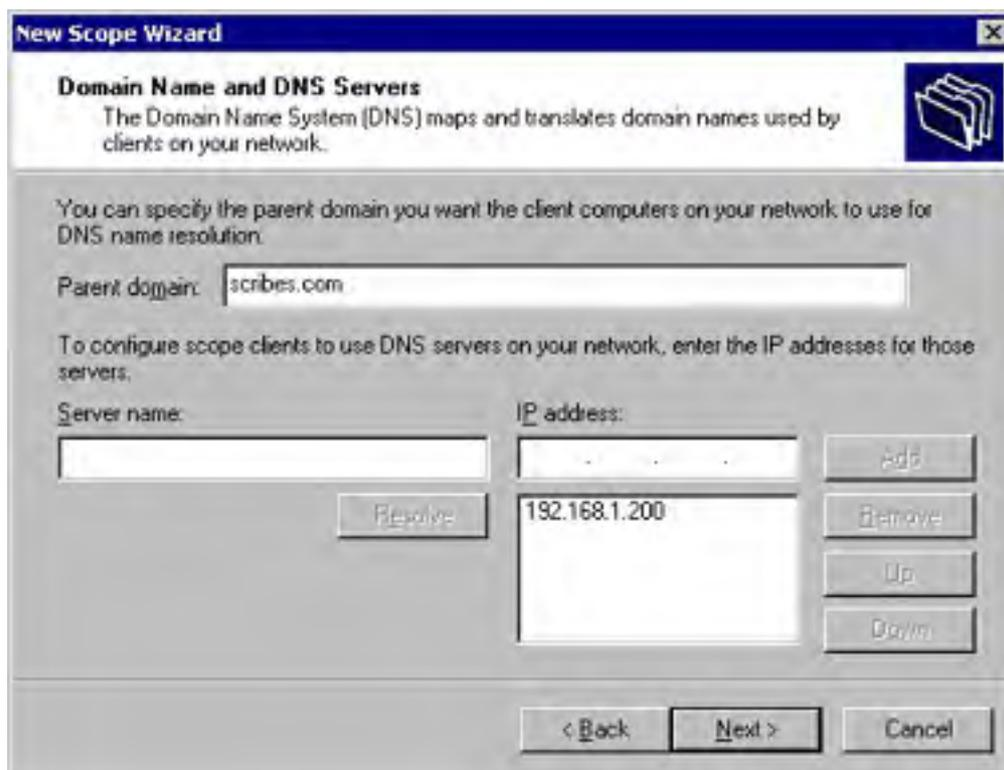 New Scope Wizard
Domain Name and DNS Servers
The Domain Name System (DNS) maps and translates domain names used by
clients on your network.
You can specify the parent domain you want the client computers on your network to use for
DNS name resolution.
Parent domain: scribes.com
To configure scope clients to use DNS servers on your network, enter the IP addresses for those
servers.
Server name: IP address:
. . . Add
Resolve 192.168.1.200 Remove
Up
Down
< Back Next > Cancel